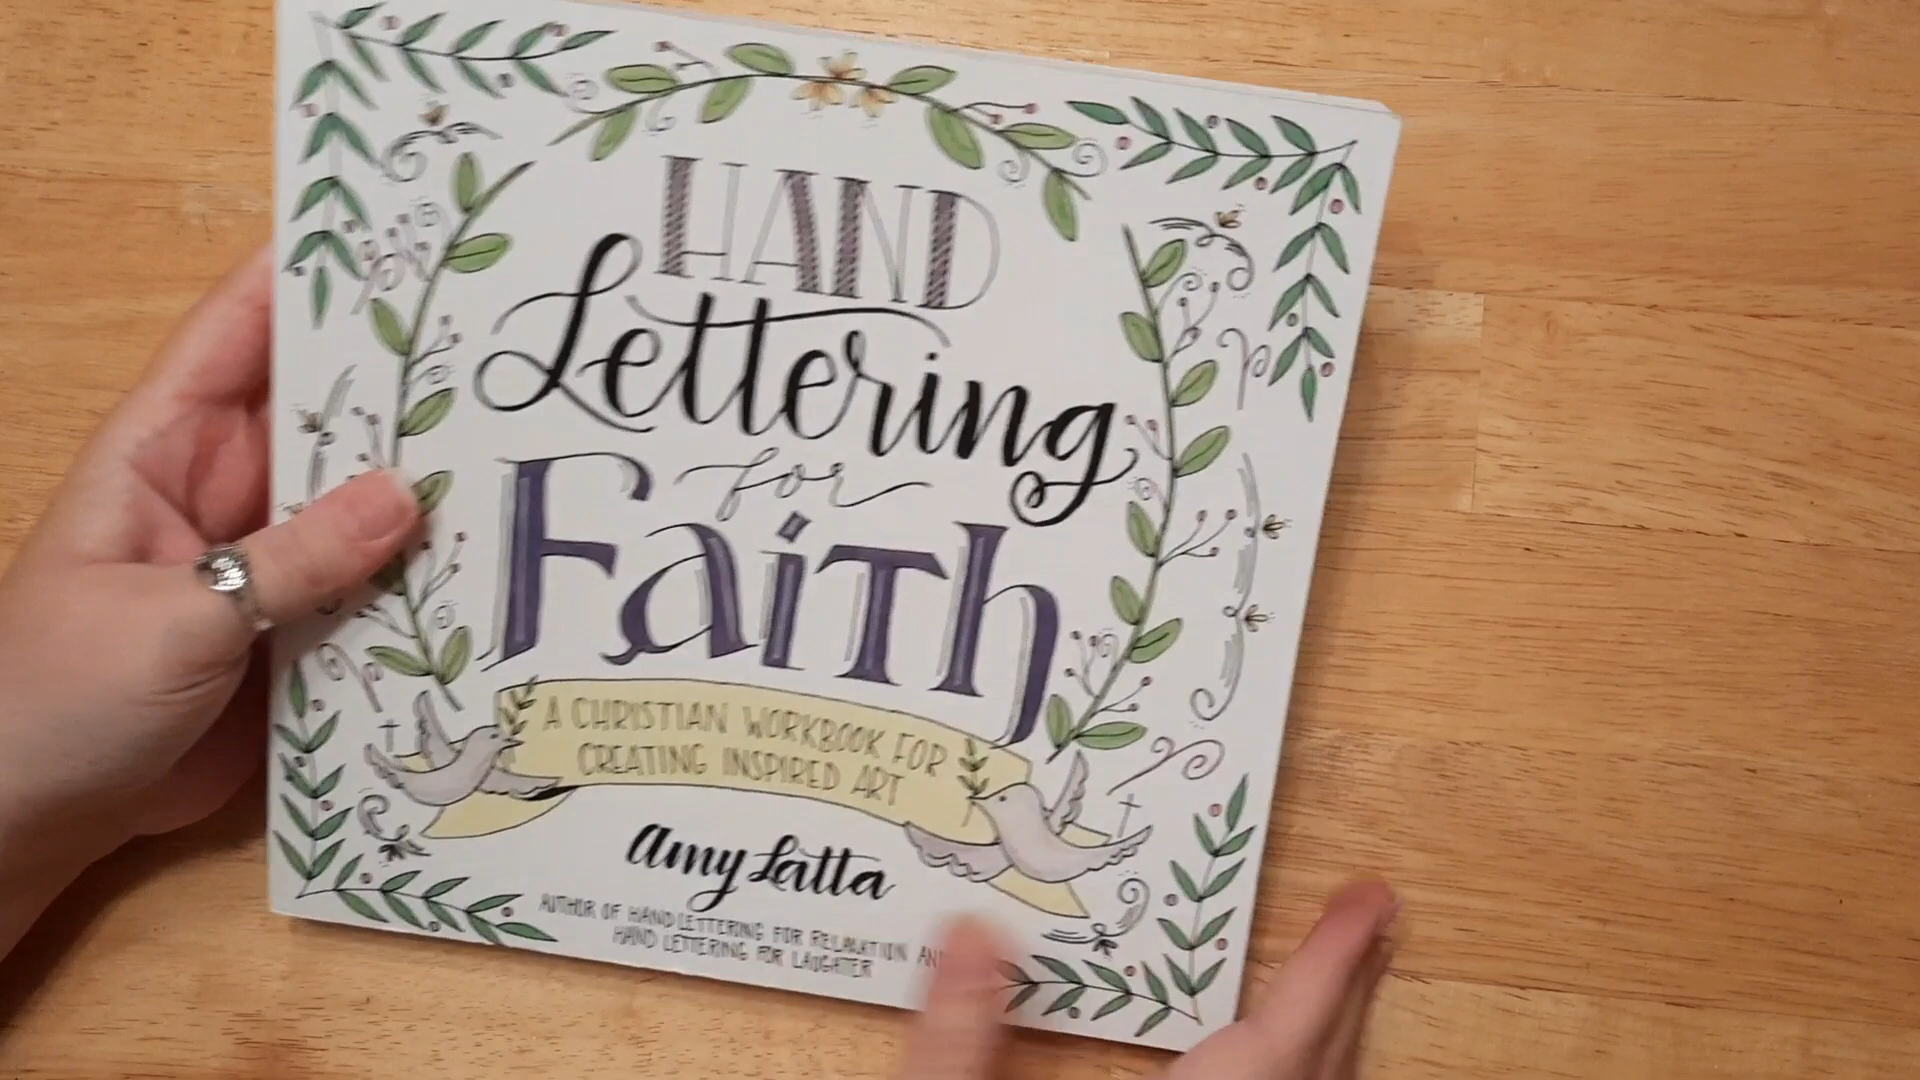 HAND
Lettering
for
Faith
A CHRISTIAN WORKBOOK FOR
CREATING INSPIRED ART
Amy Latta
AUTHOR OF HAND LETTERING FOR RELAXATION AN
HAND LETTERING FOR LAUGHTER